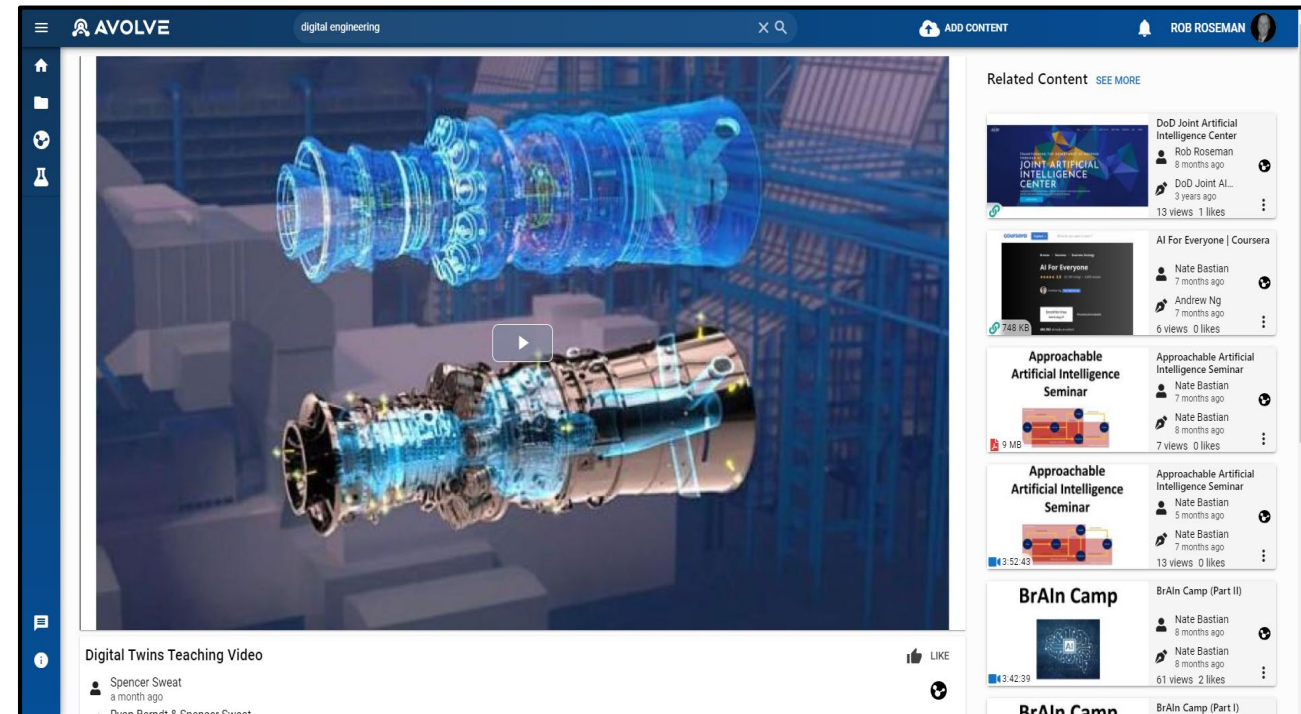 AVOLVE
digital engineering
ADD CONTENT
ROB ROSEMAN
Digital Twins Teaching Video
LIKE
Spencer Sweat
a month ago
Ryan Berndt & Spencer Sweat
Related Content SEE MORE
JOINT ARTIFICIAL
INTELLIGENCE
CENTER
DoD Joint Artificial
Intelligence Center
Rob Roseman
8 months ago
DoD Joint AI...
3 years ago
13 views 1 likes
coursera
AI For Everyone
748 KB
AI For Everyone | Coursera
Nate Bastian
7 months ago
Andrew Ng
7 months ago
6 views 0 likes
Approachable
Artificial Intelligence
Seminar
9 MB
Approachable Artificial
Intelligence Seminar
Nate Bastian
7 months ago
Nate Bastian
8 months ago
7 views 0 likes
Approachable
Artificial Intelligence
Seminar
3:52:43
Approachable Artificial
Intelligence Seminar
Nate Bastian
5 months ago
Nate Bastian
7 months ago
13 views 0 likes
BrAIn Camp
AI
3:42:39
BrAIn Camp (Part II)
Nate Bastian
8 months ago
Nate Bastian
8 months ago
61 views 2 likes
BrAIn Camp
BrAIn Camp (Part I)